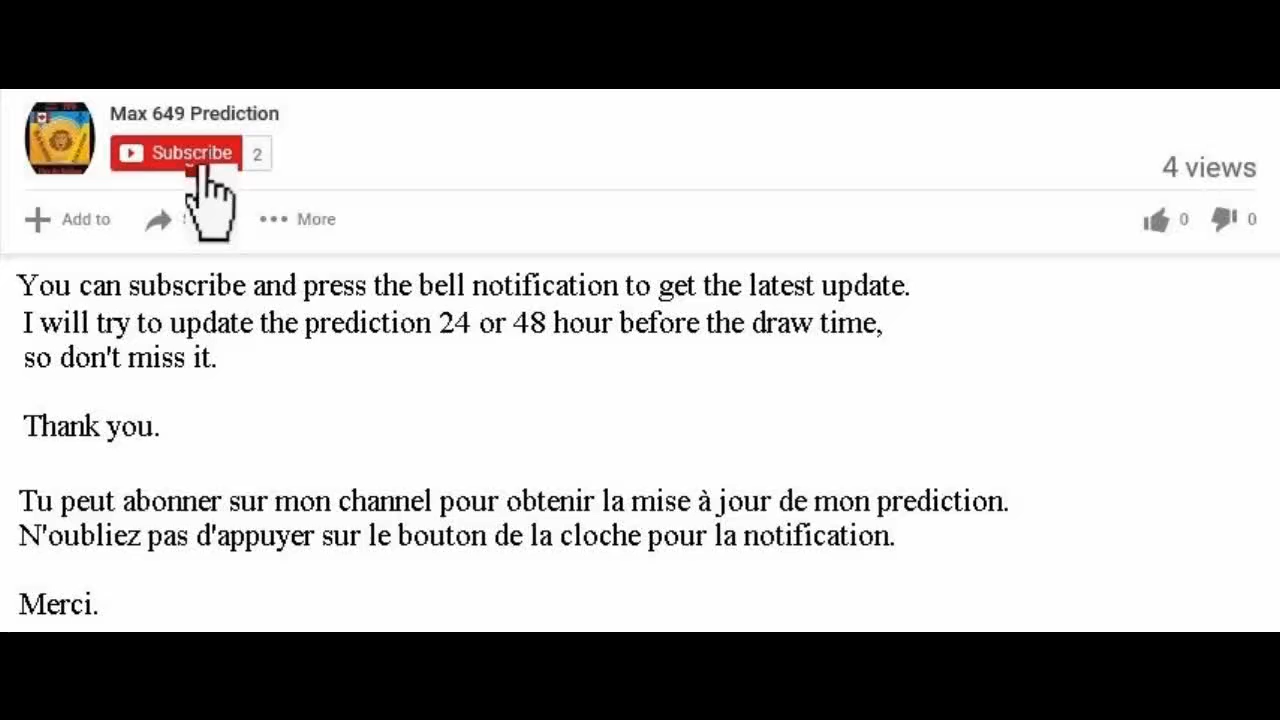 Max 649 Prediction
Subscribe 2
4 views
Add to
More
0
0
You can subscribe and press the bell notification to get the latest update.
I will try to update the prediction 24 or 48 hour before the draw time,
so don't miss it.
Thank you.
Tu peut abonner sur mon channel pour obtenir la mise à jour de mon prediction.
N'oubliez pas d'appuyer sur le bouton de la cloche pour la notification.
Merci.